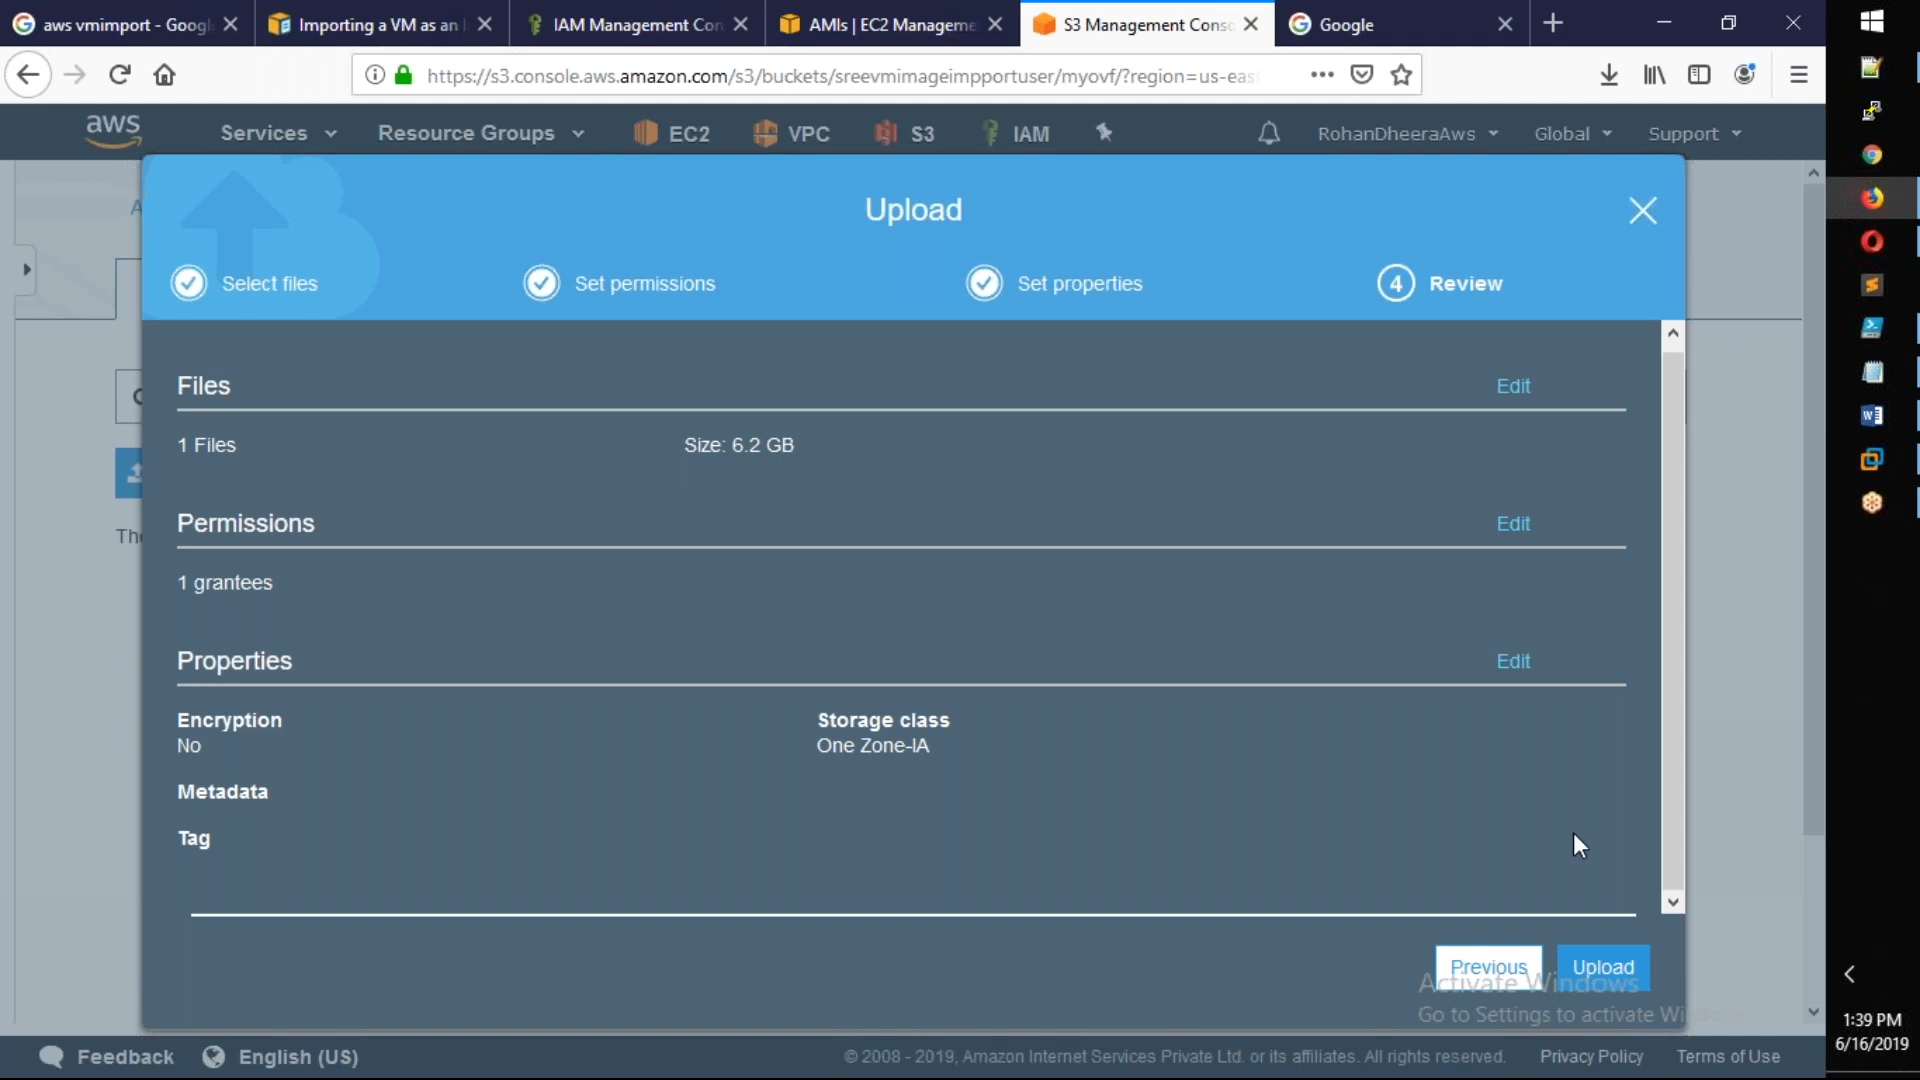 aws vmimport - Googl
Importing a VM as an
IAM Management Con
AMIs | EC2 Manageme
S3 Management Conso
Google
https://s3.console.aws.amazon.com/s3/buckets/sreevmimageimpportuser/myovf/?region=us-eas
aws
Services
Resource Groups
EC2
VPC
S3
IAM
RohanDheeraAws
Global
Support
Upload
Select files
Set permissions
Set properties
4 Review
Files
Edit
1 Files
Size: 6.2 GB
Permissions
Edit
1 grantees
Properties
Edit
Encryption
No
Storage class
One Zone-IA
Metadata
Tag
Previous
Upload
Activate Windows
Go to Settings to activate Wi
Feedback
English (US)
© 2008 - 2019, Amazon Internet Services Private Ltd. or its affiliates. All rights reserved.
Privacy Policy
Terms of Use
1:39 PM
6/16/2019